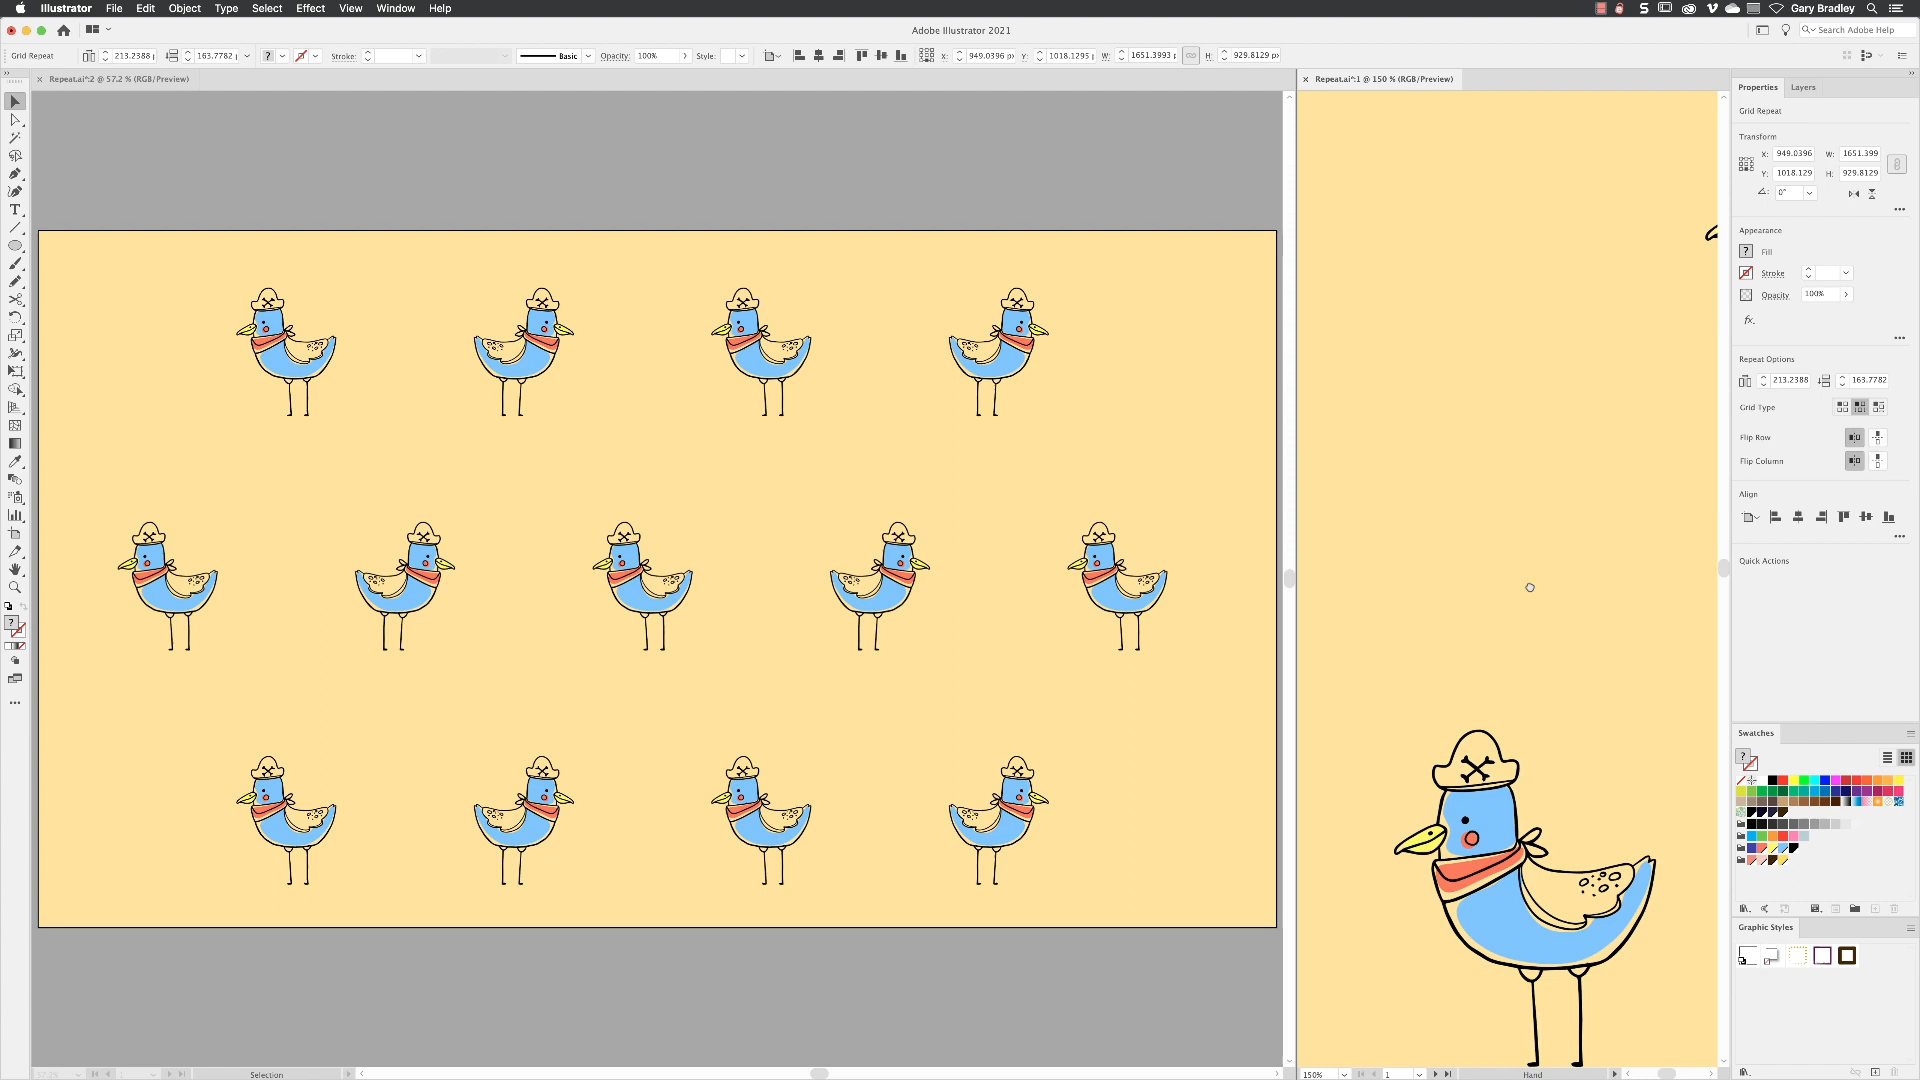 Illustrator File Edit Object Type Select Effect View Window Help Gary Bradley
Adobe Illustrator 2021 Search Adobe Help
Grid Repeat 213.2388 163.7782 ? Stroke: Basic Opacity: 100% Style: X: 949.0396 Y: 1018.1295 W: 1651.3993 H: 929.8129
Repeat.ai*:2 @ 57.2 % (RGB/Preview) Repeat.ai*:1 @ 150 % (RGB/Preview)
Properties Layers
Grid Repeat
Transform
X: 949.0396 W: 1651.399
Y: 1018.129 H: 929.8129
0°
Appearance
? Fill
Stroke
Opacity 100%
fx.
Repeat Options
213.2388 163.7782
Grid Type
Flip Row
Flip Column
Align
Quick Actions
Swatches
?
Graphic Styles
57.2% 1 Selection 150% 1 Hand